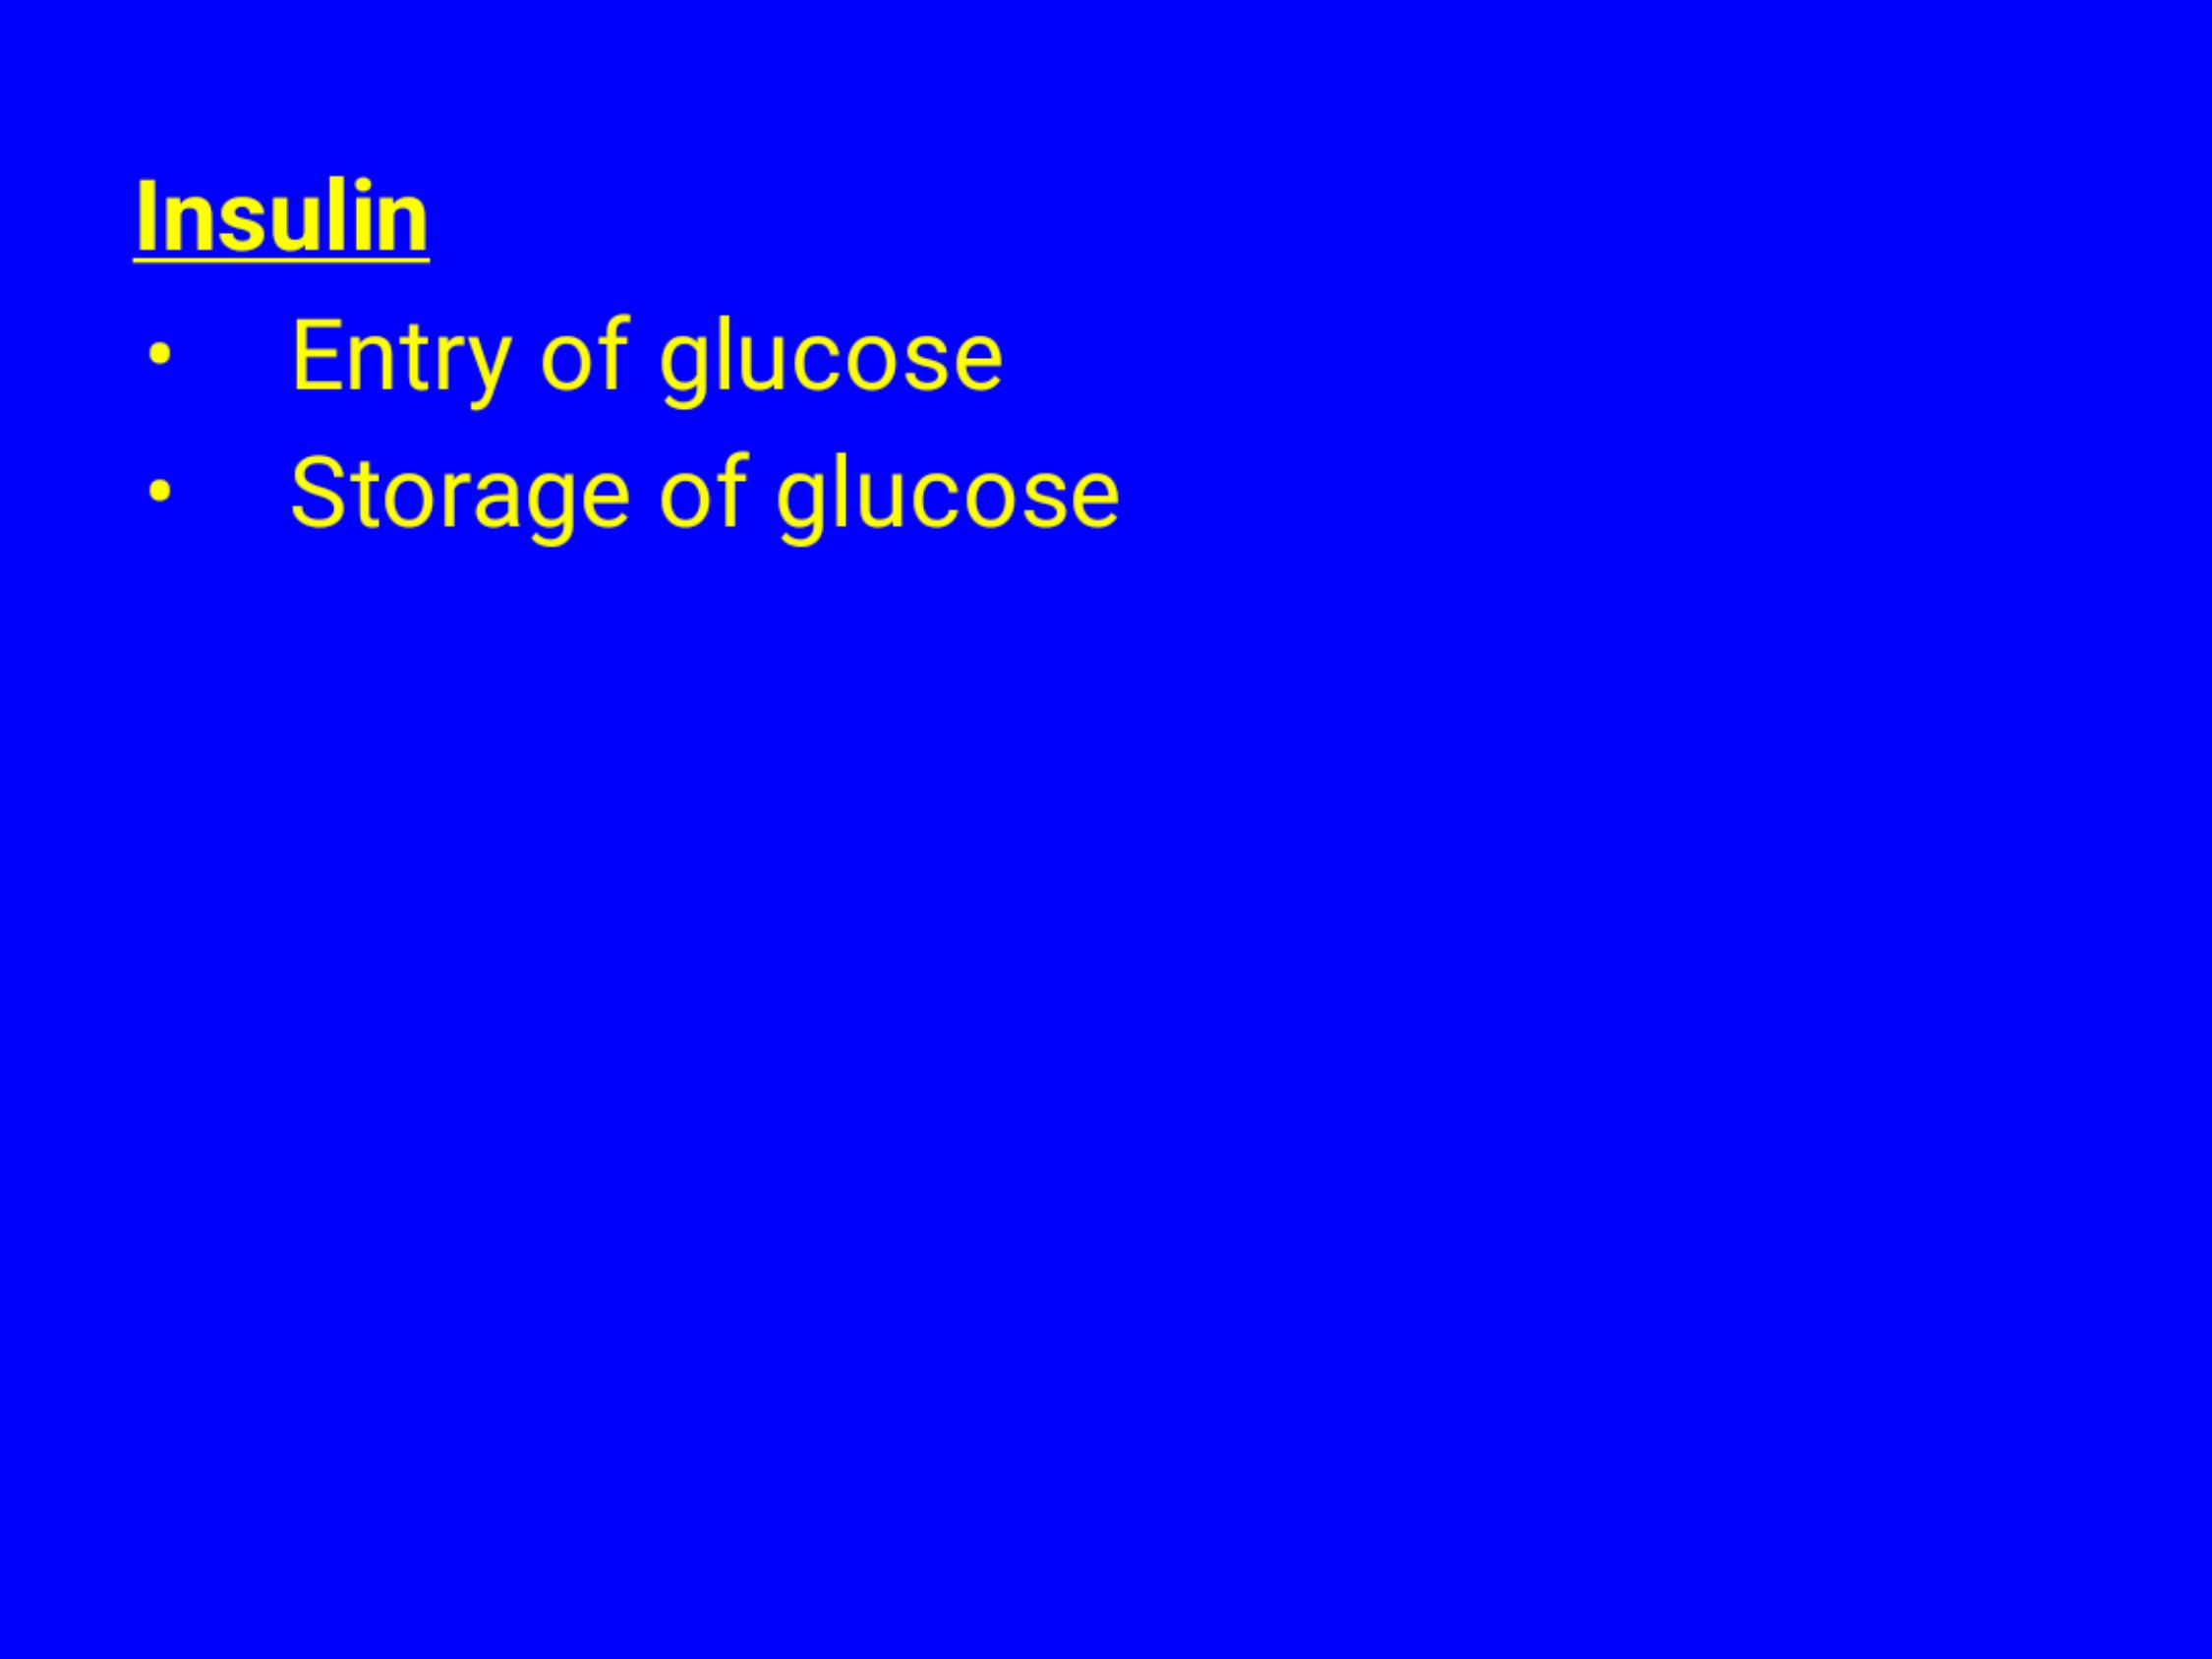 Insulin
• Entry of glucose
• Storage of glucose